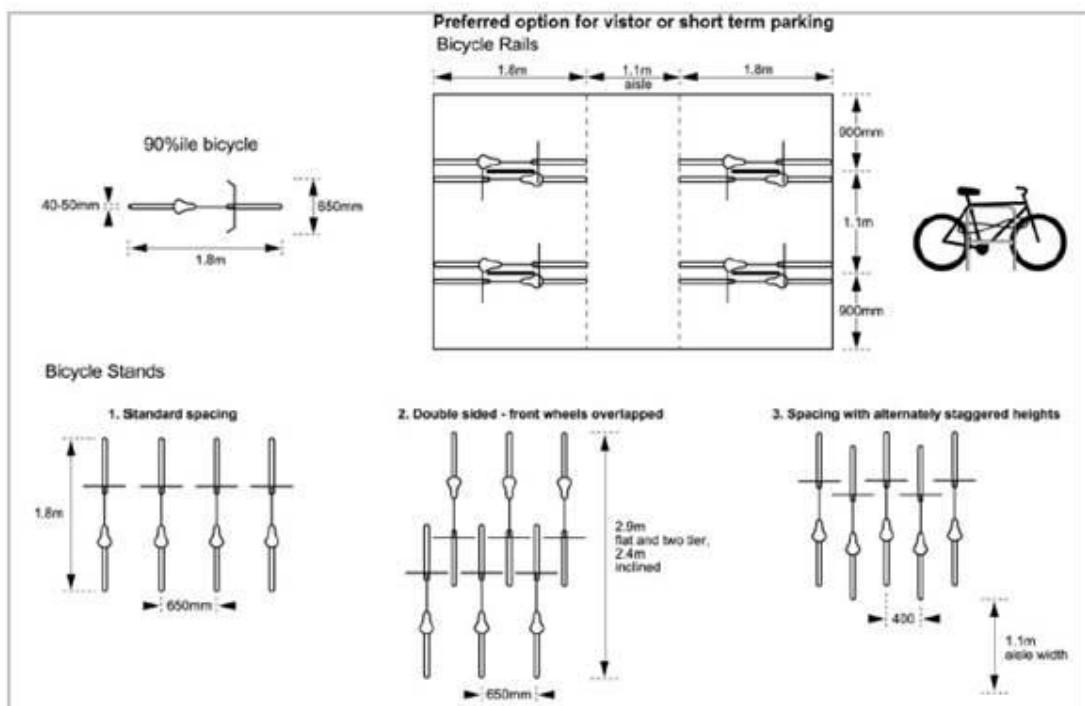 Preferred option for vistor or short term parking
Bicycle Rails
1.8m
1.1m
aisle
1.8m
90%ile bicycle
40-50mm
650mm
1.8m
900mm
1.1m
900mm
Bicycle Stands
1. Standard spacing
1.8m
650mm
2. Double sided - front wheels overlapped
2.9m
flat and two tier,
2.4m
inclined
650mm
3. Spacing with alternately staggered heights
400
1.1m
aisle width